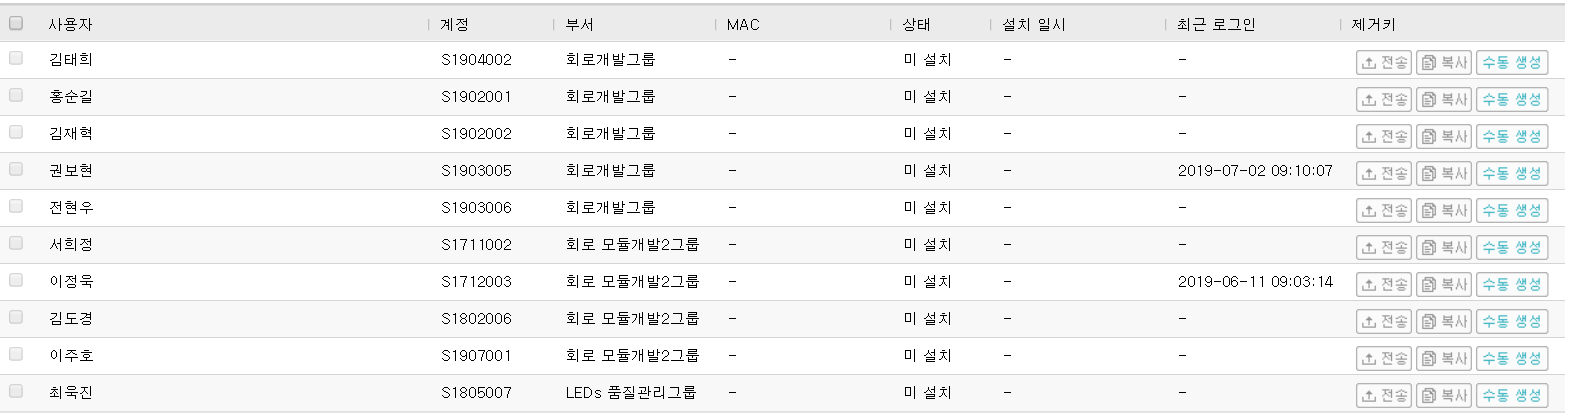 사용자 계정 부서 MAC 상태 설치 일시 최근 로그인 제거키
김태희 S1904002 회로개발그룹 - 미 설치 - - 전송 복사 수동 생성
홍순길 S1902001 회로개발그룹 - 미 설치 - - 전송 복사 수동 생성
김재혁 S1902002 회로개발그룹 - 미 설치 - - 전송 복사 수동 생성
권보현 S1903005 회로개발그룹 - 미 설치 - 2019-07-02 09:10:07 전송 복사 수동 생성
전현우 S1903006 회로개발그룹 - 미 설치 - - 전송 복사 수동 생성
서희정 S1711002 회로 모듈개발2그룹 - 미 설치 - - 전송 복사 수동 생성
이정욱 S1712003 회로 모듈개발2그룹 - 미 설치 - 2019-06-11 09:03:14 전송 복사 수동 생성
김도경 S1802006 회로 모듈개발2그룹 - 미 설치 - - 전송 복사 수동 생성
이주호 S1907001 회로 모듈개발2그룹 - 미 설치 - - 전송 복사 수동 생성
최욱진 S1805007 LEDs 품질관리그룹 - 미 설치 - - 전송 복사 수동 생성